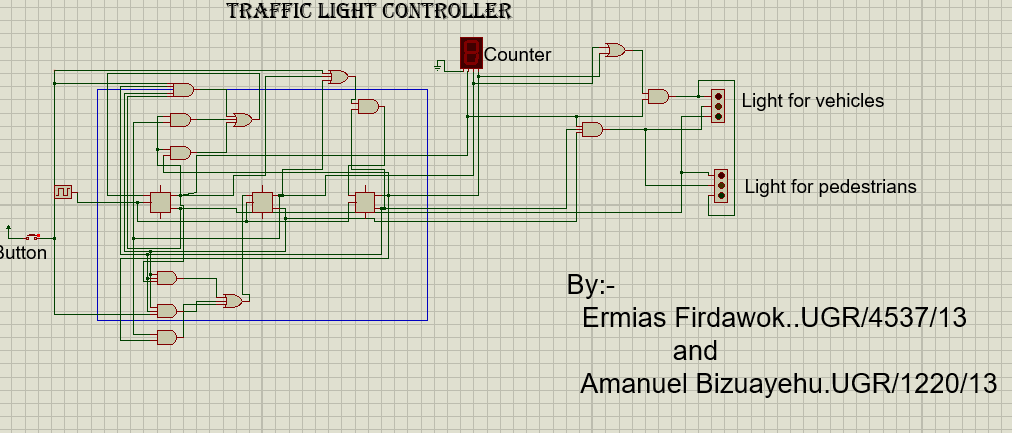 TRAFFIC LIGHT CONTROLLER
Counter
Light for vehicles
Light for pedestrians
Button
By:-
Ermias Firdawok..UGR/4537/13
and
Amanuel Bizuayehu.UGR/1220/13